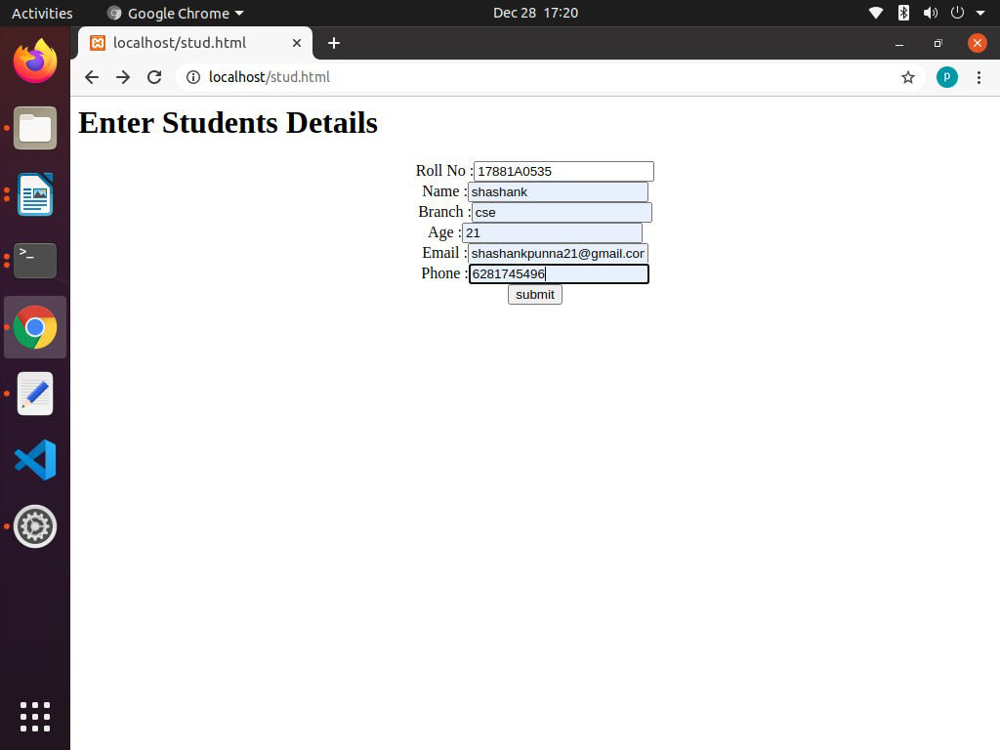 Activities Google Chrome Dec 28 17:20
localhost/stud.html
localhost/stud.html
P
Enter Students Details
Roll No : 17881A0535
Name : shashank
Branch : cse
Age : 21
Email : shashankpunna21@gmail.cor
Phone : 6281745496
submit
>_